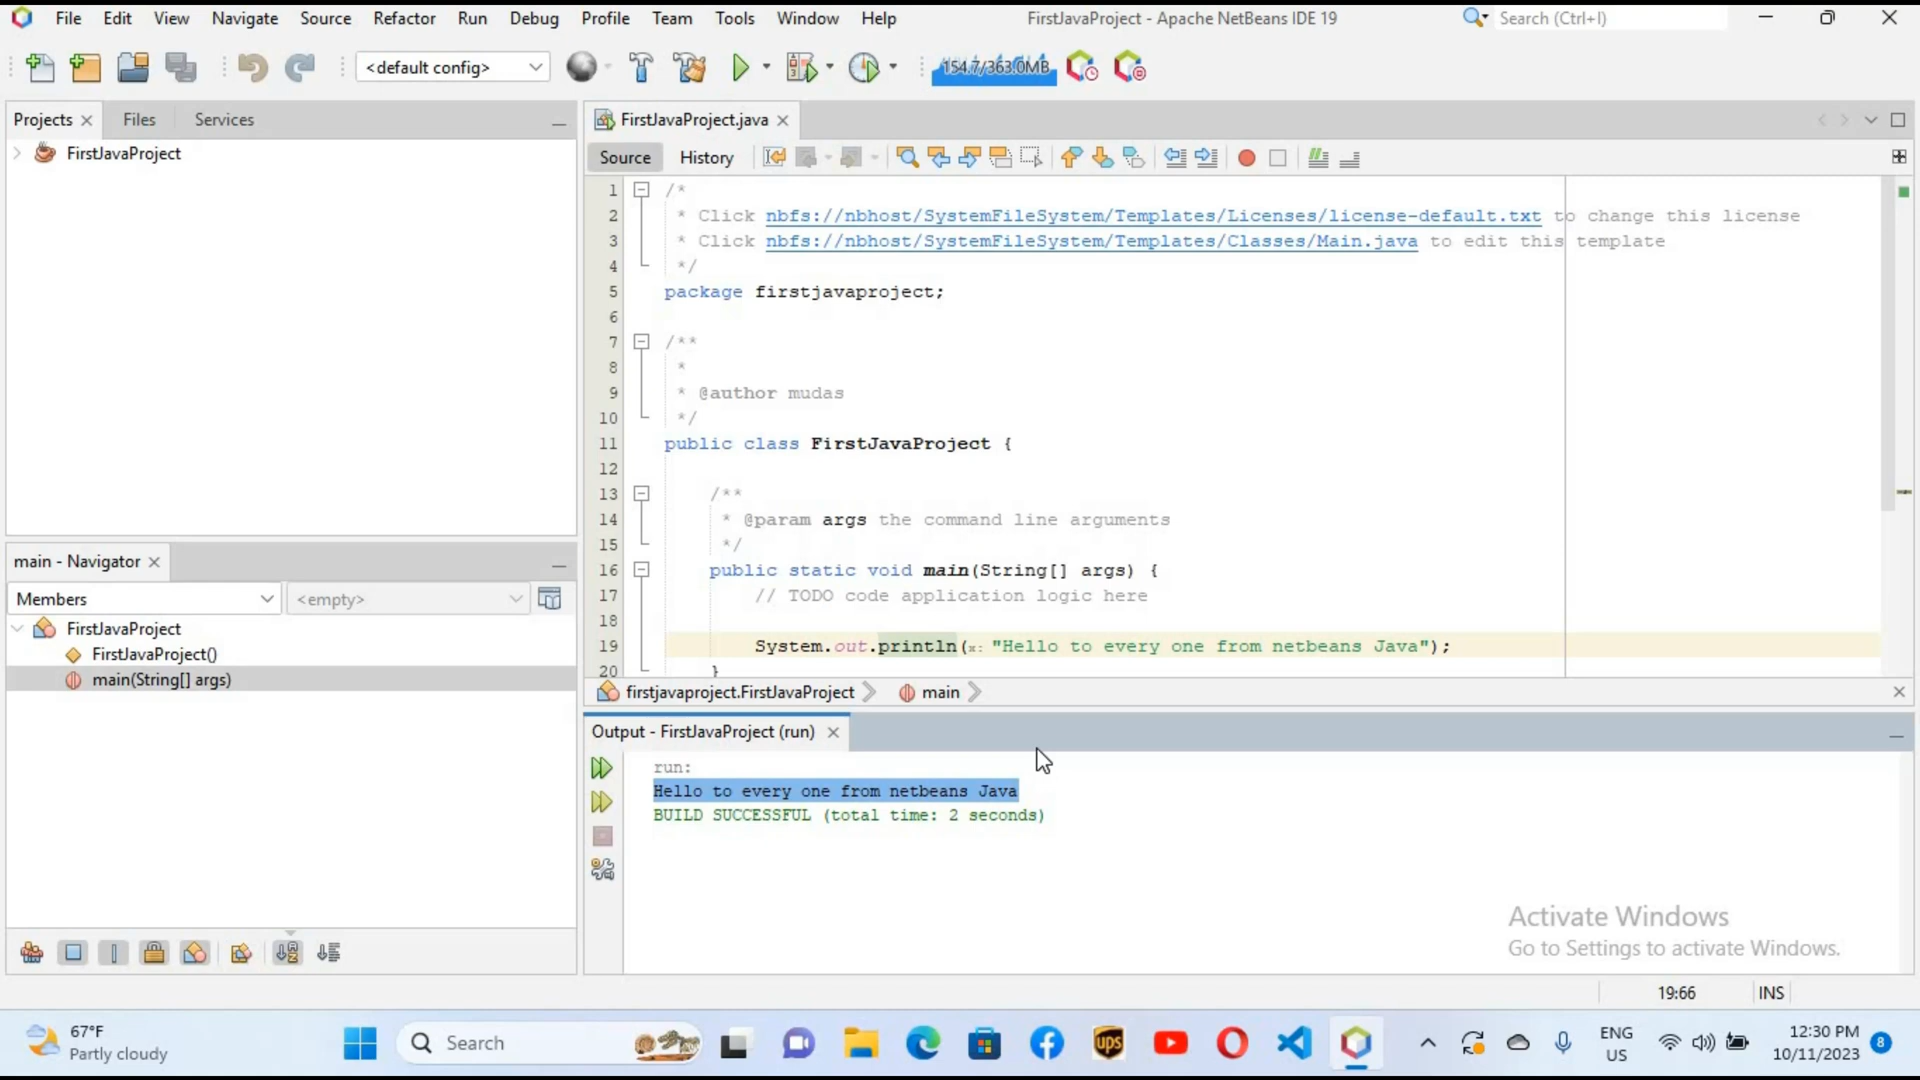 File Edit View Navigate Source Refactor Run Debug Profile Team Tools Window Help
FirstJavaProject - Apache NetBeans IDE 19
Search (Ctrl+I)
<default config>
154.7/363.0MB
Projects Files Services
FirstJavaProject
FirstJavaProject.java
Source History
1 /*
2 * Click nbfs://nbhost/SystemFileSystem/Templates/Licenses/license-default.txt to change this license
3 * Click nbfs://nbhost/SystemFileSystem/Templates/Classes/Main.java to edit this template
4 */
5 package firstjavaproject;
6
7 /**
8 *
9 * @author mudas
10 */
11 public class FirstJavaProject {
12
13 /**
14 * @param args the command line arguments
15 */
16 public static void main(String[] args) {
17 // TODO code application logic here
18
19 System.out.println(x: "Hello to every one from netbeans Java");
20 }
firstjavaproject.FirstJavaProject main
main - Navigator
Members <empty>
FirstJavaProject
FirstJavaProject()
main(String[] args)
Output - FirstJavaProject (run)
run:
Hello to every one from netbeans Java
BUILD SUCCESSFUL (total time: 2 seconds)
Activate Windows
Go to Settings to activate Windows.
19:66 INS
67°F
Partly cloudy
Search
ups
ENG
US
12:30 PM
10/11/2023
8